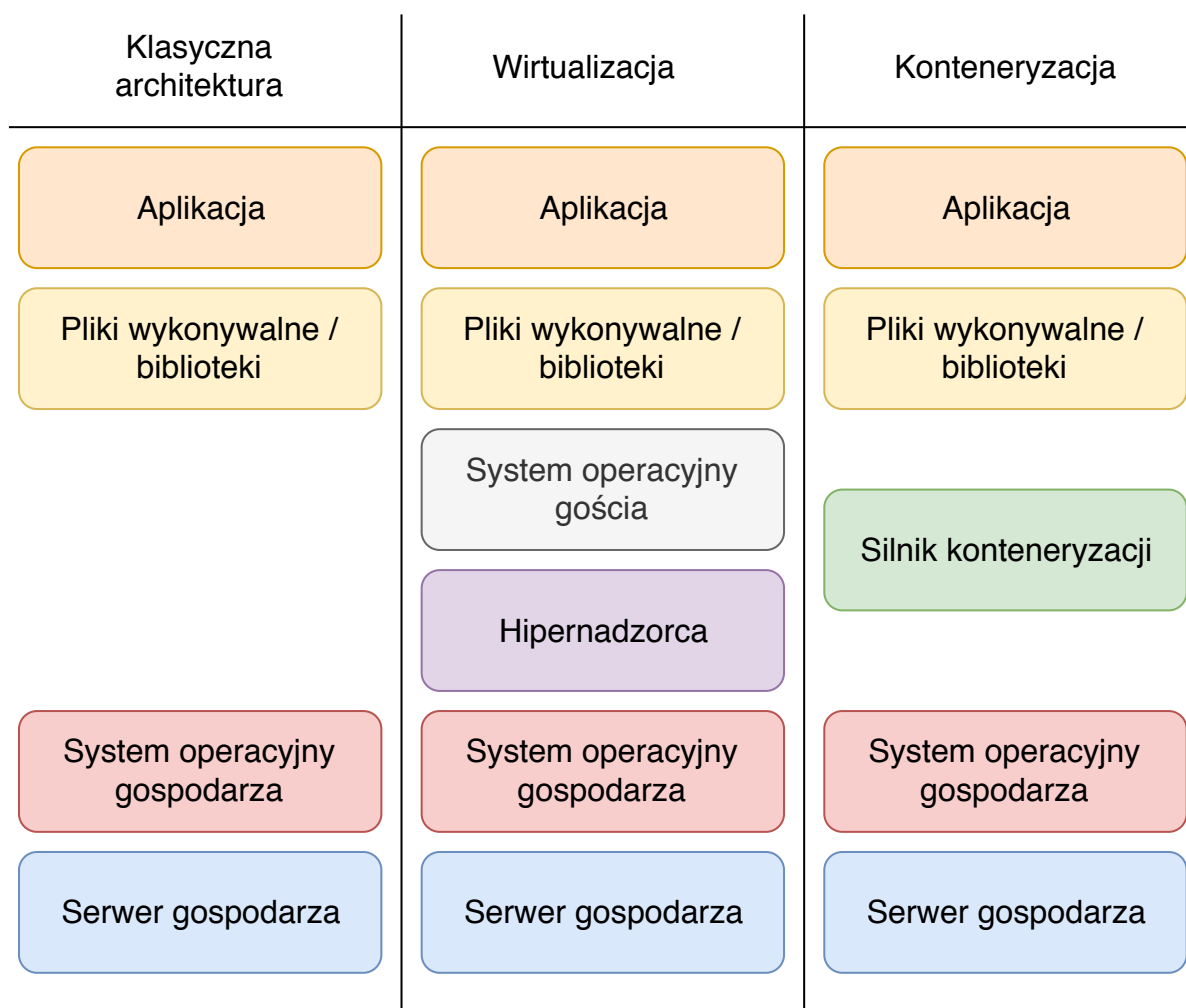 Klasyczna
architektura
Wirtualizacja
Konteneryzacja
Aplikacja
Aplikacja
Aplikacja
Pliki wykonywalne /
biblioteki
Pliki wykonywalne /
biblioteki
Pliki wykonywalne /
biblioteki
System operacyjny
gościa
Silnik konteneryzacji
Hipernadzorca
System operacyjny
gospodarza
System operacyjny
gospodarza
System operacyjny
gospodarza
Serwer gospodarza
Serwer gospodarza
Serwer gospodarza